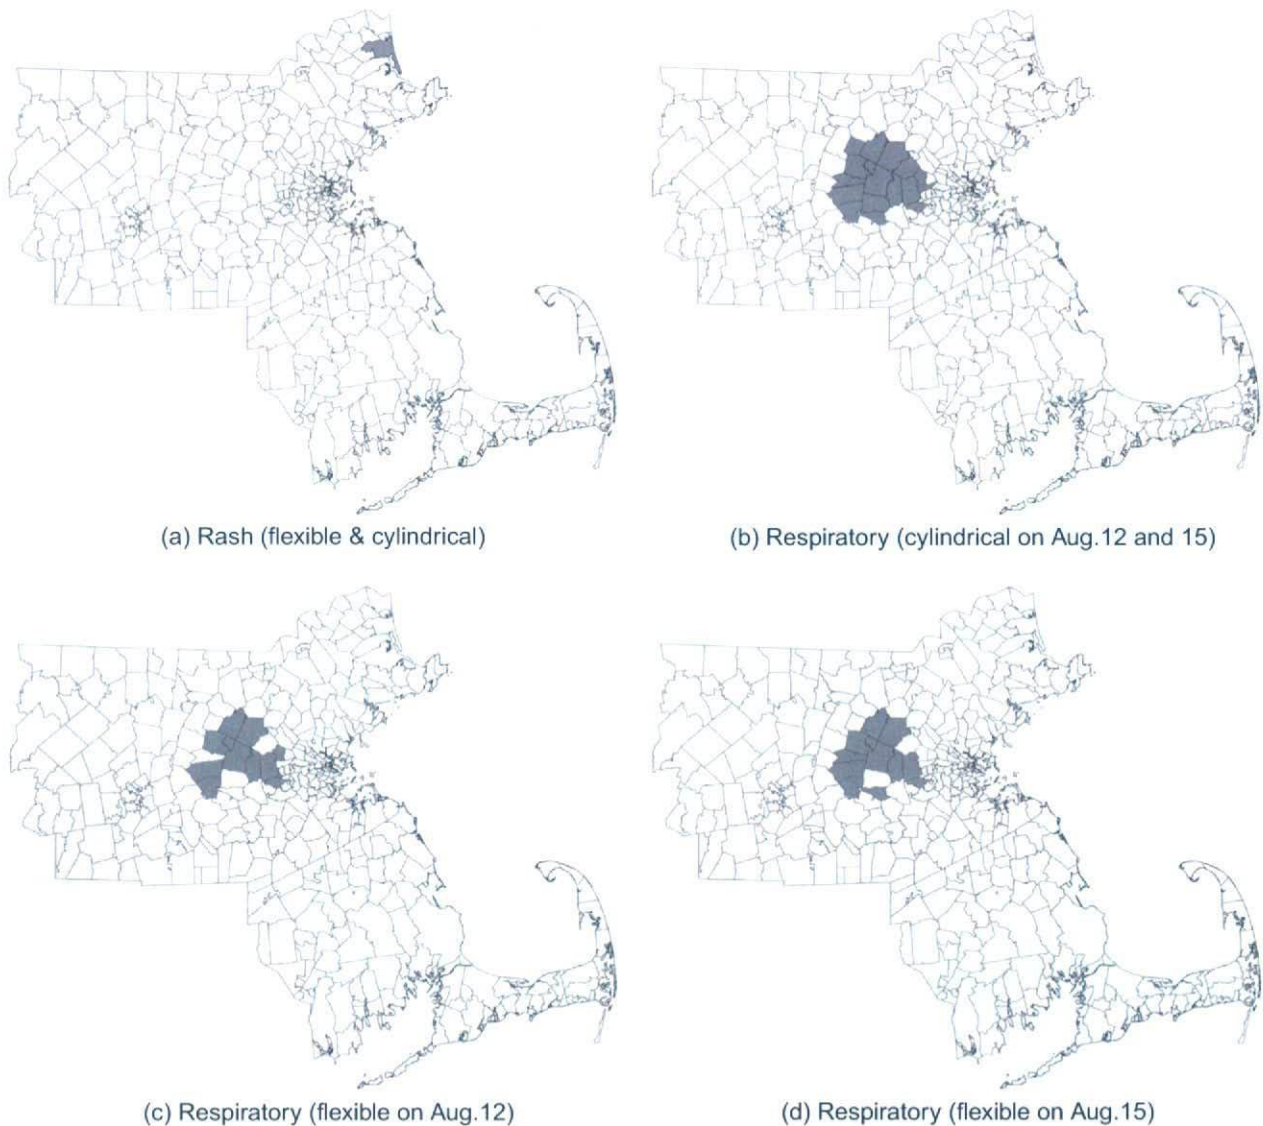 (a) Rash (flexible & cylindrical)
(b) Respiratory (cylindrical on Aug.12 and 15)
(c) Respiratory (flexible on Aug.12)
(d) Respiratory (flexible on Aug.15)